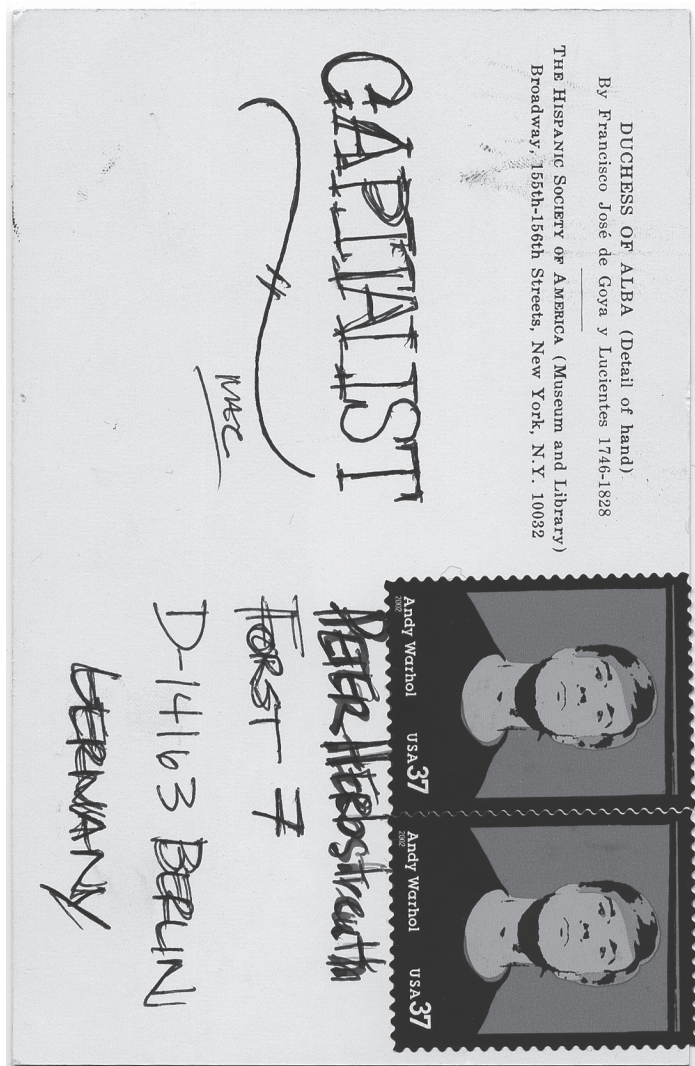 DUCHESS OF ALBA (Detail of hand)
By Francisco José de Goya y Lucientes 1746-1828
THE HISPANIC SOCIETY OF AMERICA (Museum and Library)
Broadway, 155th-156th Streets, New York, N.Y. 10032
CAPITALIST
Andy Warhol
2002
USA 37
Andy Warhol
2002
USA 37
PETER Herbstreuth
FÖRST 7
D-14163 BERLIN
GERMANY